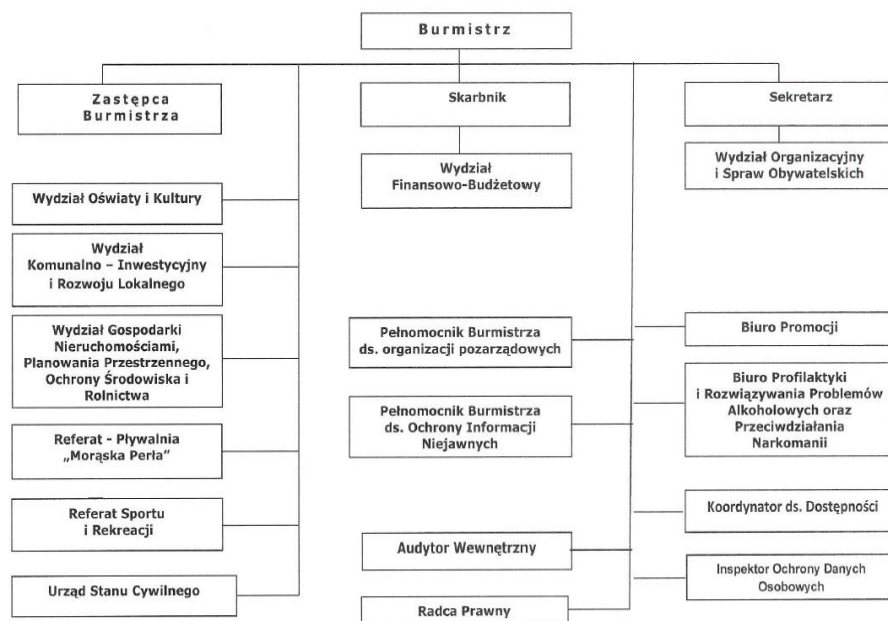 Burmistrz
Zastępca
Burmistrza
Skarbnik
Sekretarz
Wydział
Finansowo-Budżetowy
Wydział Organizacyjny
i Spraw Obywatelskich
Wydział Oświaty i Kultury
Wydział
Komunalno – Inwestycyjny
i Rozwoju Lokalnego
Wydział Gospodarki
Nieruchomościami,
Planowania Przestrzennego,
Ochrony Środowiska i
Rolnictwa
Referat - Pływalnia
„Morąska Perła”
Referat Sportu
i Rekreacji
Urząd Stanu Cywilnego
Pełnomocnik Burmistrza
ds. organizacji pozarządowych
Pełnomocnik Burmistrza
ds. Ochrony Informacji
Niejawnych
Audytor Wewnętrzny
Radca Prawny
Biuro Promocji
Biuro Profilaktyki
i Rozwiązywania Problemów
Alkoholowych oraz
Przeciwdziałania
Narkomanii
Koordynator ds. Dostępności
Inspektor Ochrony Danych
Osobowych